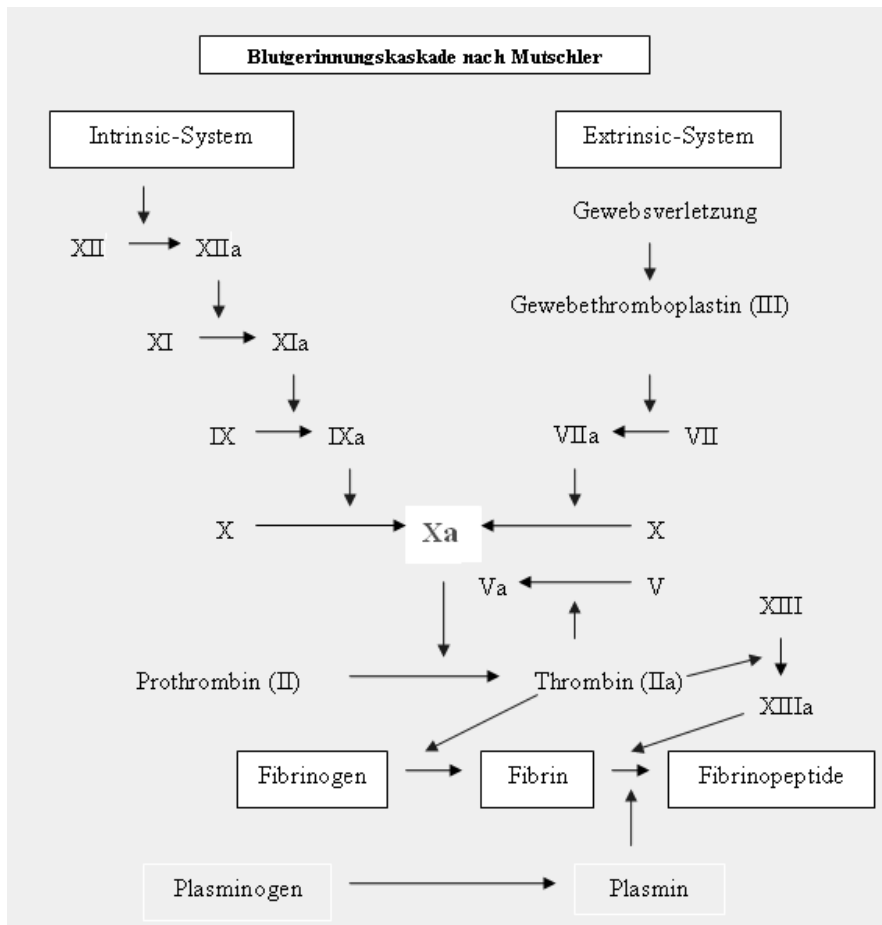 Blutgerinnungskaskade nach Mutschler
Intrinsic-System
Extrinsic-System
Gewebsverletzung
XII XIIa
Gewebethromboplastin (III)
XI XIa
IX IXa VIIa VII
X Xa X
Va V
XIII
Prothrombin (II) Thrombin (IIa)
XIIIa
Fibrinogen Fibrin Fibrinopeptide
Plasminogen Plasmin